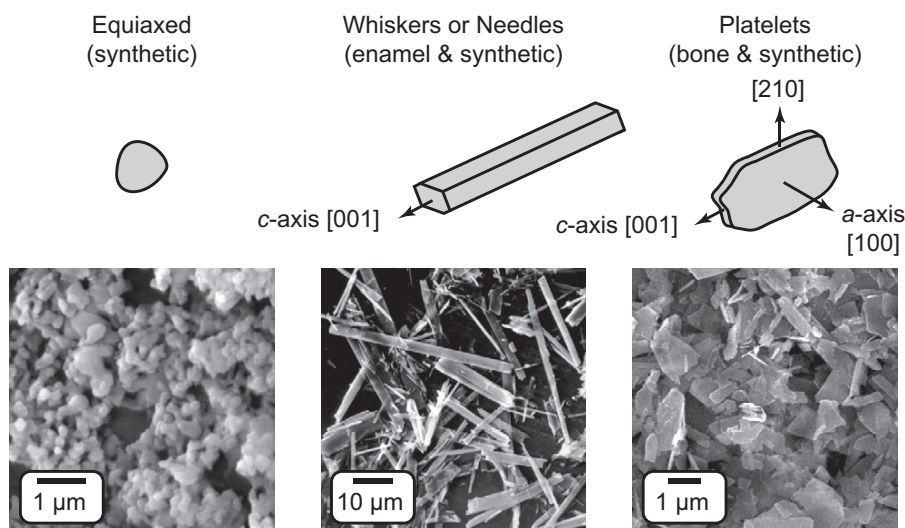 Equiaxed
(synthetic)
Whiskers or Needles
(enamel & synthetic)
Platelets
(bone & synthetic)
[210]
c-axis [001]
c-axis [001]
a-axis
[100]
1 μm
10 μm
1 μm